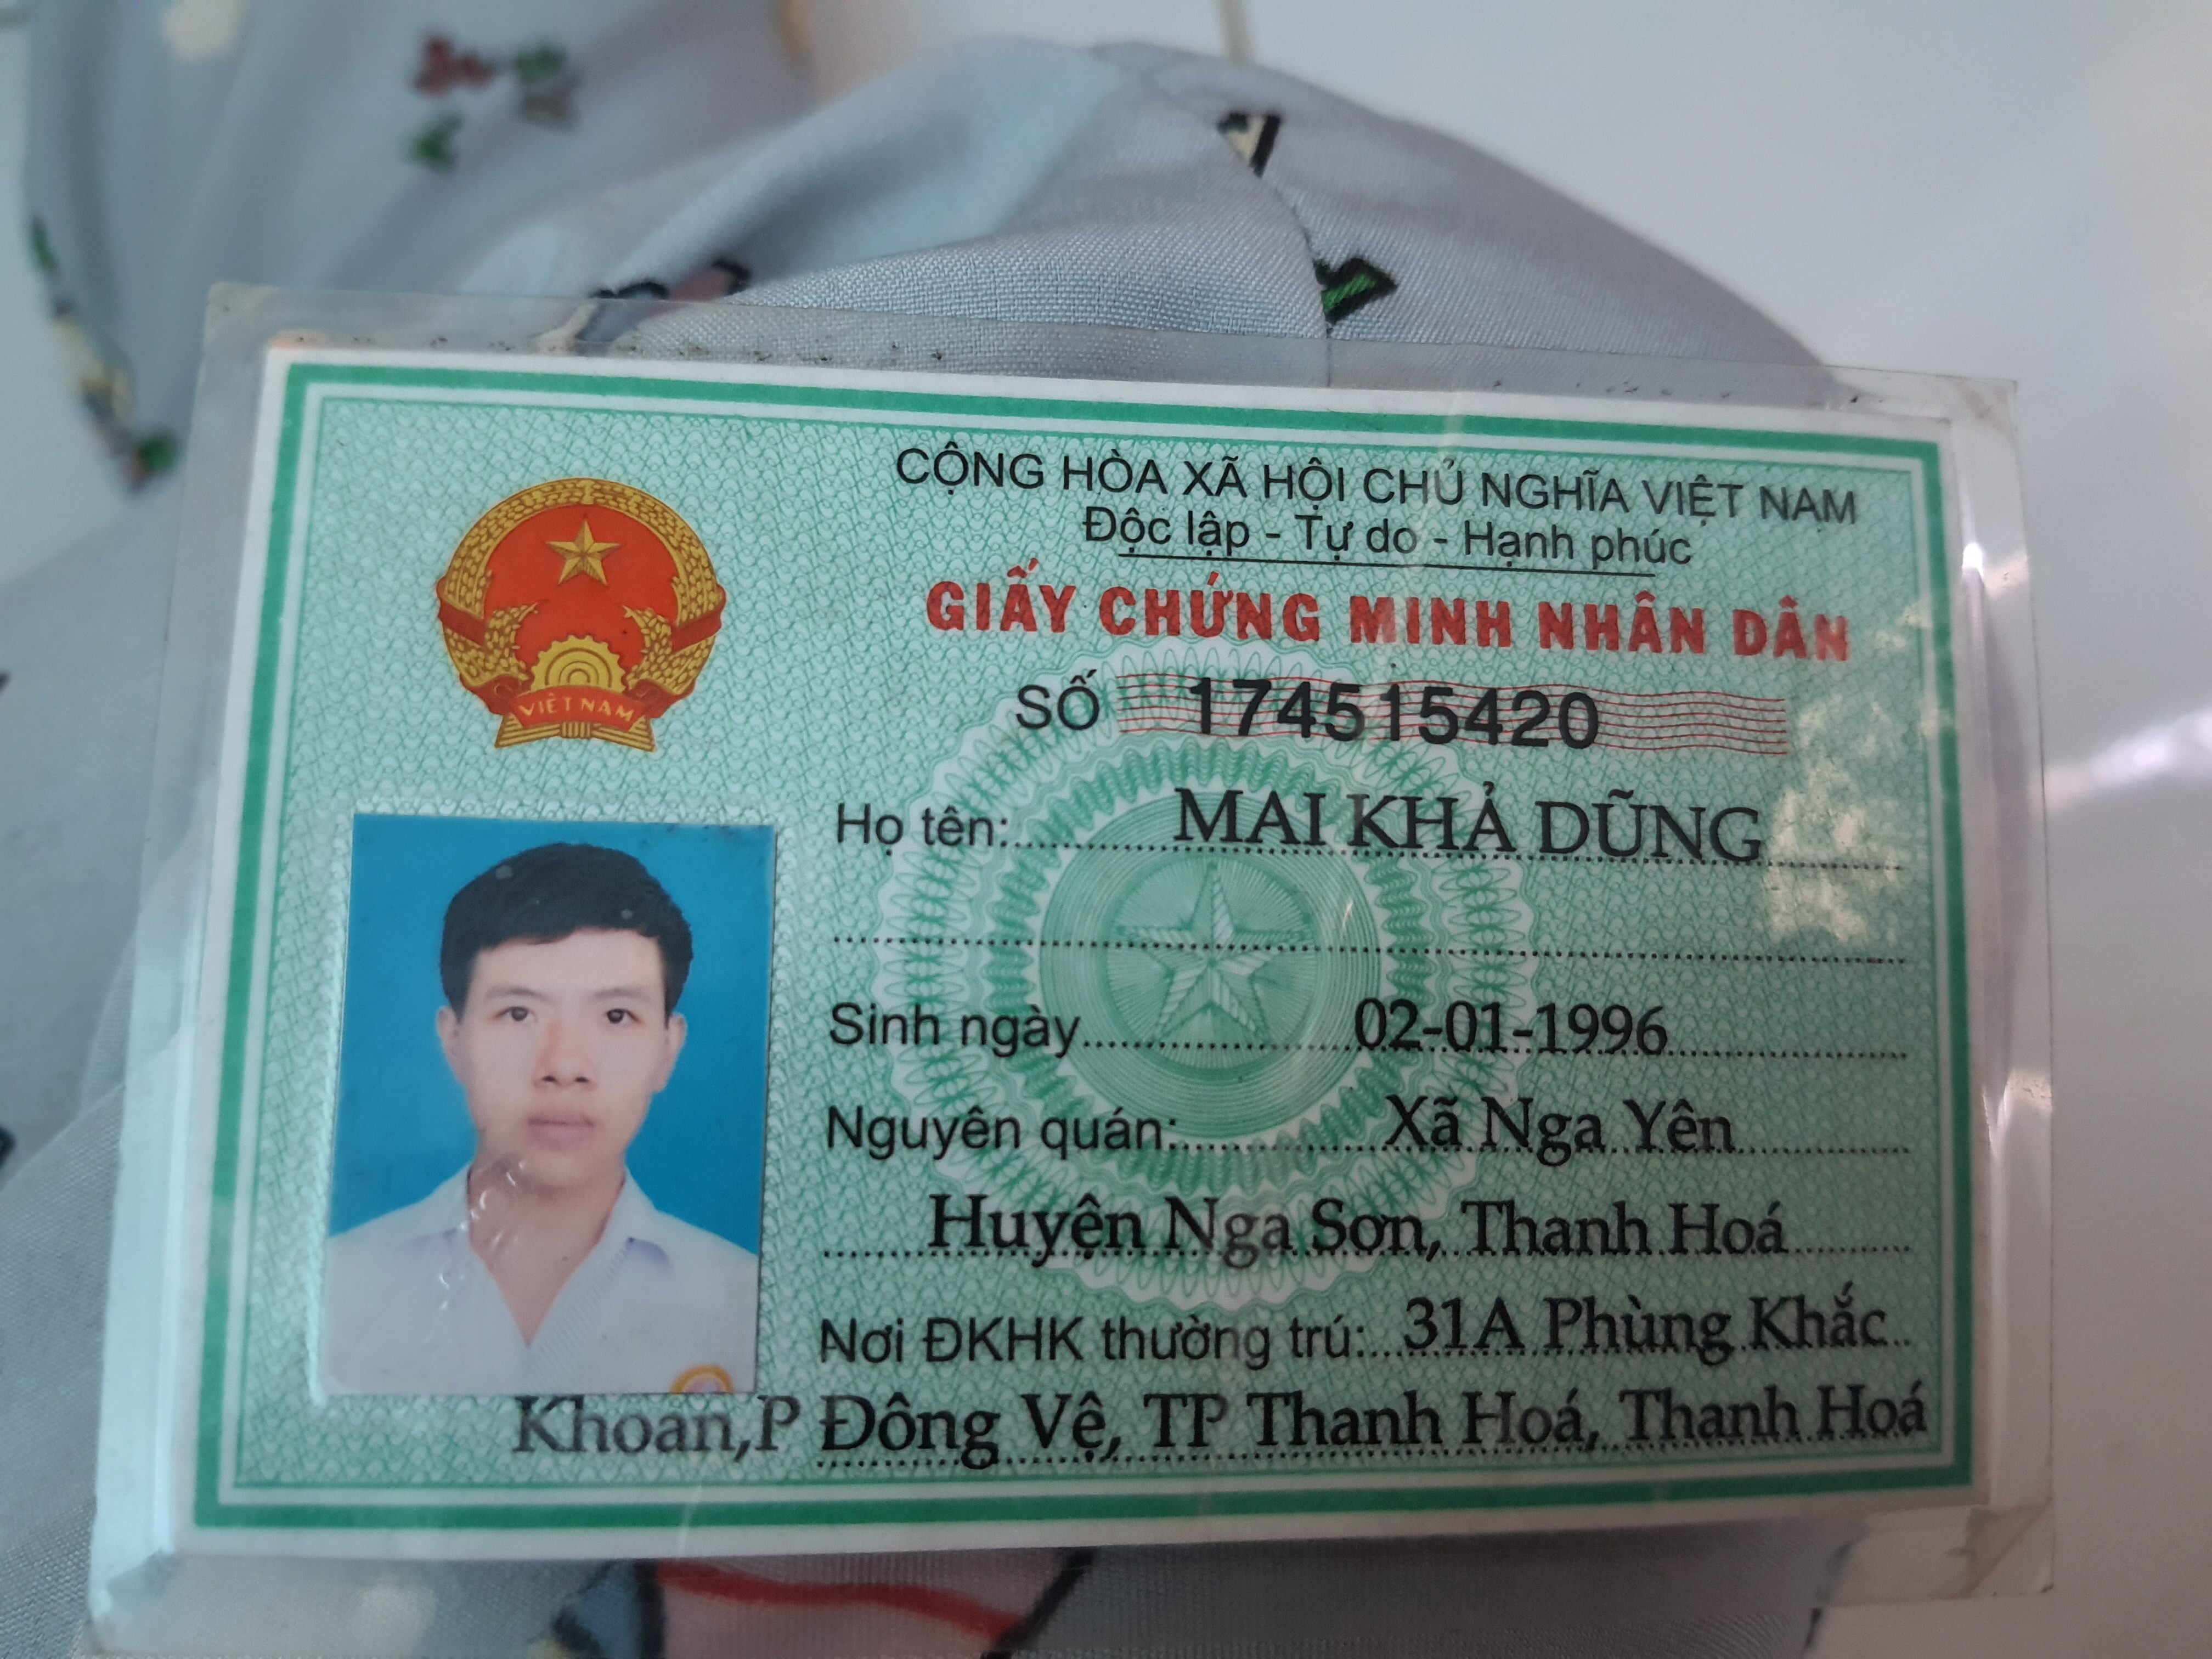 CỘNG HÒA XÃ HỘI CHỦ NGHĨA VIỆT NAM
Độc lập - Tự do - Hạnh phúc
GIẤY CHỨNG MINH NHÂN DÂN
SỐ 174515420
VIỆT NAM
Họ tên: MAI KHẢ DŨNG
Sinh ngày 02-01-1996
Nguyên quán: Xã Nga Yên
Huyện Nga Sơn, Thanh Hoá
Nơi ĐKHK thường trú: 31A Phùng Khắc
Khoan,P Đông Vệ, TP Thanh Hoá, Thanh Hoá